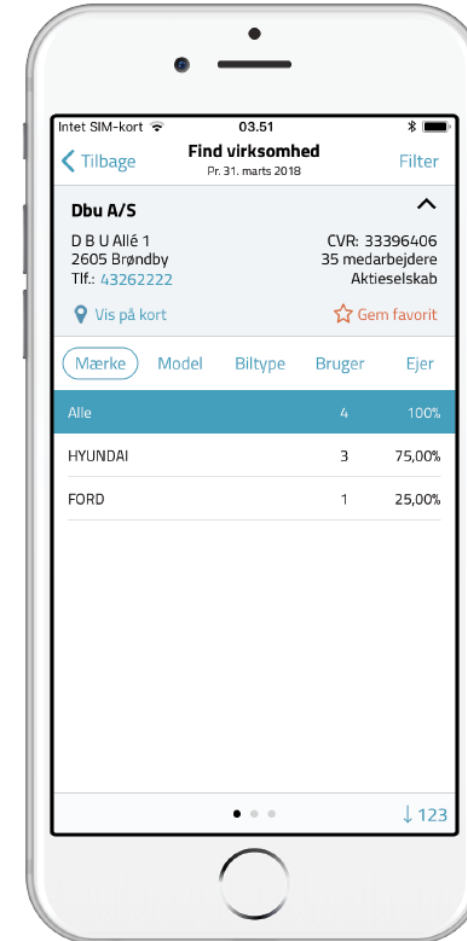 Intet SIM-kort 03.51
Tilbage Find virksomhed Filter
Pr. 31. marts 2018
Dbu A/S
D B U Allé 1 CVR: 33396406
2605 Brøndby 35 medarbejdere
Tlf.: 43262222 Aktieselskab
Vis på kort Gem favorit
Mærke Model Biltype Bruger Ejer
Alle 4 100%
HYUNDAI 3 75,00%
FORD 1 25,00%
↓ 123